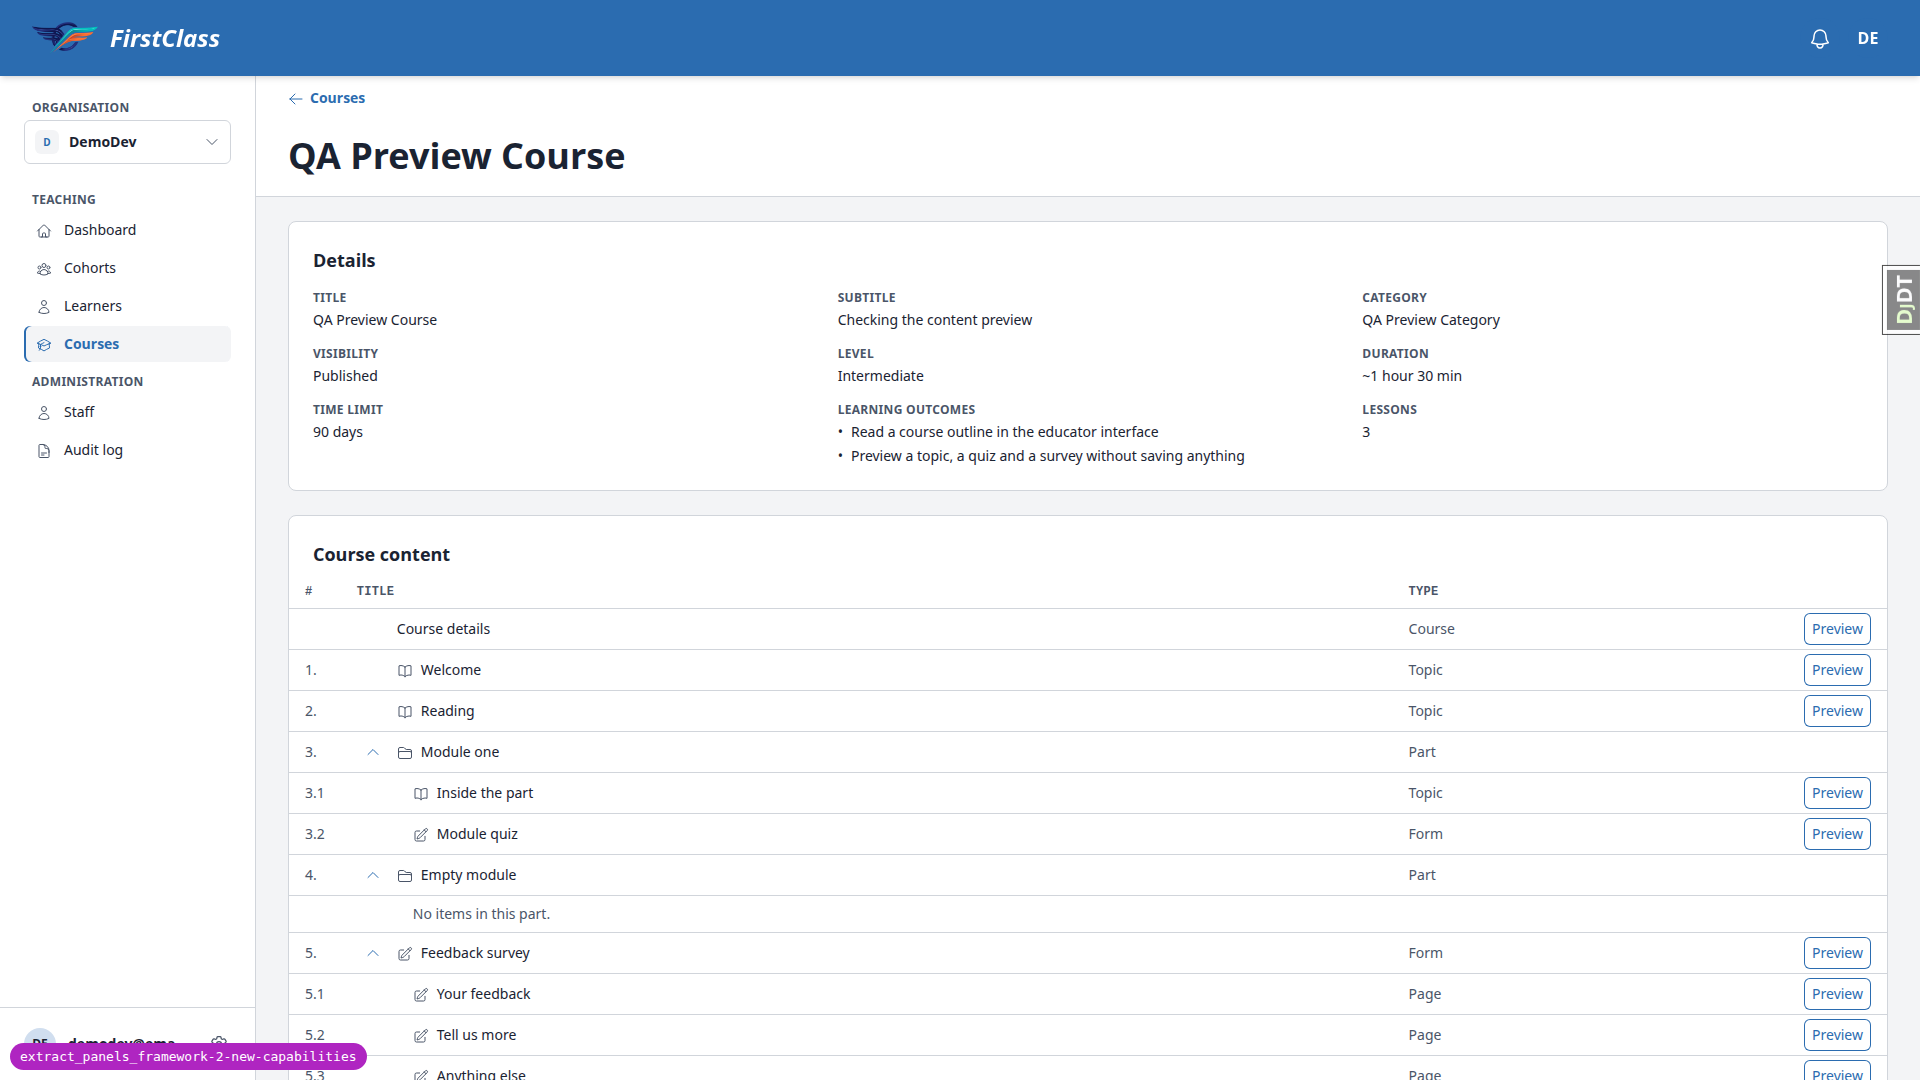 FirstClass
DE
ORGANISATION
D DemoDev
TEACHING
Dashboard
Cohorts
Learners
Courses
ADMINISTRATION
Staff
Audit log
Courses
QA Preview Course
Details
TITLE SUBTITLE CATEGORY
QA Preview Course Checking the content preview QA Preview Category
VISIBILITY LEVEL DURATION
Published Intermediate ~1 hour 30 min
TIME LIMIT LEARNING OUTCOMES LESSONS
90 days • Read a course outline in the educator interface 3
• Preview a topic, a quiz and a survey without saving anything
DJDT
Course content
# TITLE TYPE
Course details Course Preview
1. Welcome Topic Preview
2. Reading Topic Preview
3. Module one Part
3.1 Inside the part Topic Preview
3.2 Module quiz Form Preview
4. Empty module Part
No items in this part.
5. Feedback survey Form Preview
5.1 Your feedback Page Preview
5.2 Tell us more Page Preview
5.3 Anything else Page Preview
DE demodev@ema
extract_panels_framework-2-new-capabilities